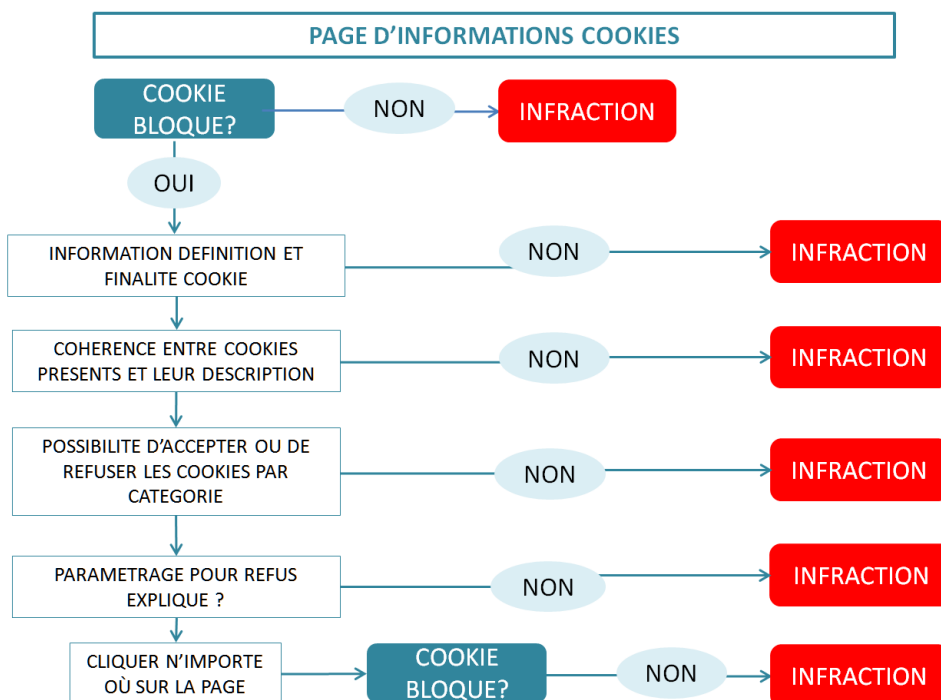 PAGE D'INFORMATIONS COOKIES
COOKIE
BLOQUE?
NON
INFRACTION
OUI
INFORMATION DEFINITION ET
FINALITE COOKIE
NON
INFRACTION
COHERENCE ENTRE COOKIES
PRESENTS ET LEUR DESCRIPTION
NON
INFRACTION
POSSIBILITE D'ACCEPTER OU DE
REFUSER LES COOKIES PAR
CATEGORIE
NON
INFRACTION
PARAMETRAGE POUR REFUS
EXPLIQUE ?
NON
INFRACTION
CLIQUER N'IMPORTE
OÙ SUR LA PAGE
COOKIE
BLOQUE?
NON
INFRACTION